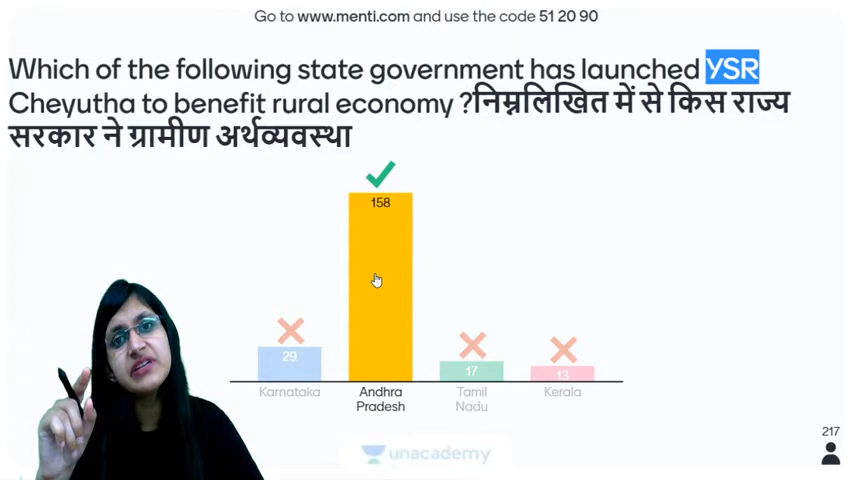 Go to www.menti.com and use the code 51 20 90
Which of the following state government has launched YSR
Cheyutha to benefit rural economy ?निम्नलिखित में से किस राज्य
सरकार ने ग्रामीण अर्थव्यवस्था
158
29
17
13
Karnataka
Andhra
Pradesh
Tamil
Nadu
Kerala
217
unacademy